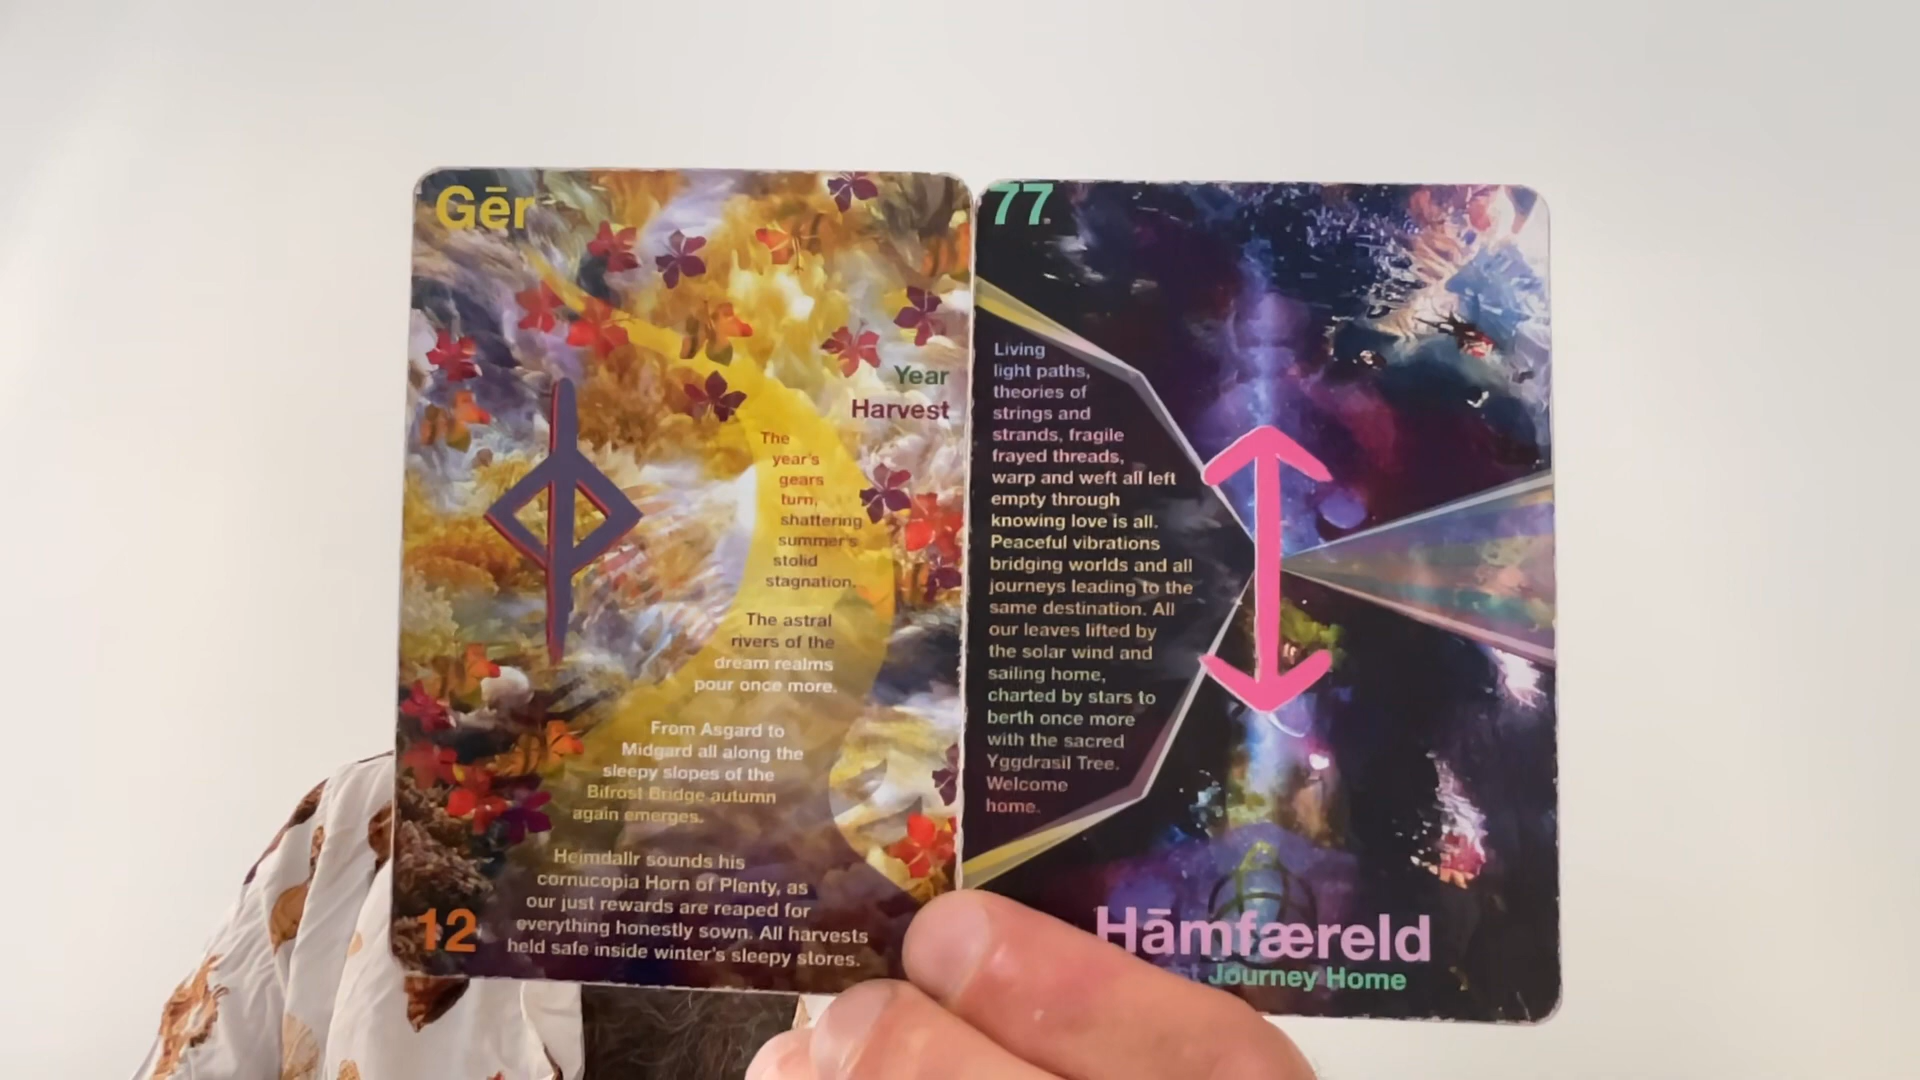 Gēr
Year
Harvest
The
year's
gears
turn,
shattering
summer's
stolid
stagnation.
The astral
rivers of the
dream realms
pour once more.
From Asgard to
Midgard all along the
sleepy slopes of the
Bifrost Bridge autumn
again emerges.
Heimdallr sounds his
cornucopia Horn of Plenty, as
our just rewards are reaped for
everything honestly sown. All harvests
held safe inside winter's sleepy stores.
12
77
Living
light paths,
theories of
strings and
strands, fragile
frayed threads,
warp and weft all left
empty through
knowing love is all.
Peaceful vibrations
bridging worlds and all
journeys leading to the
same destination. All
our leaves lifted by
the solar wind and
sailing home,
charted by stars to
berth once more
with the sacred
Yggdrasil Tree.
Welcome
home.
Hāmfæreld
Journey Home